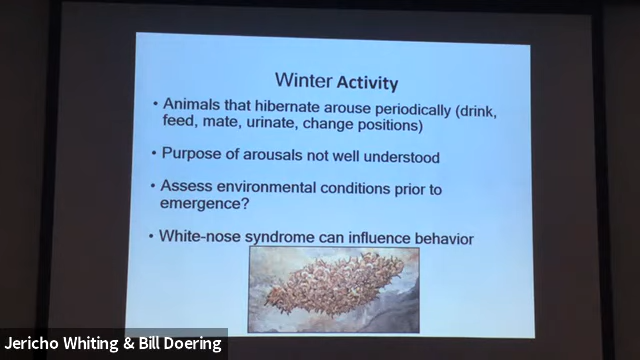 Winter Activity
• Animals that hibernate arouse periodically (drink,
feed, mate, urinate, change positions)
• Purpose of arousals not well understood
• Assess environmental conditions prior to
emergence?
• White-nose syndrome can influence behavior
Jericho Whiting & Bill Doering